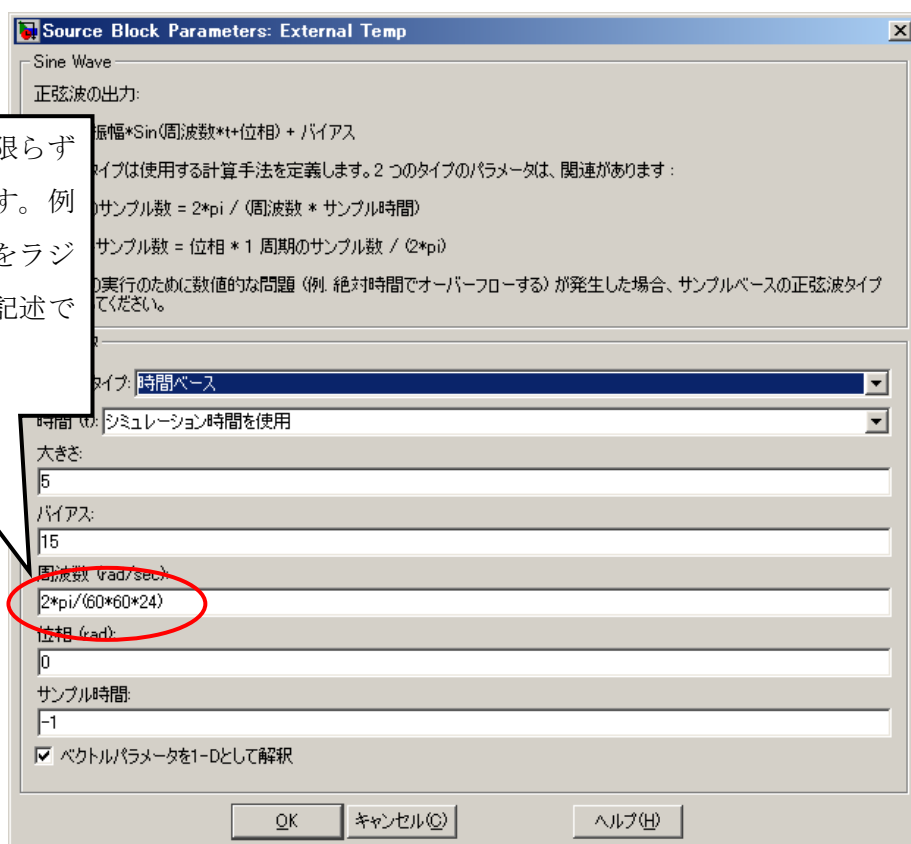 Source Block Parameters: External Temp
Sine Wave
正弦波の出力:
振幅*Sin(周波数*t+位相) + バイアス
タイプは使用する計算手法を定義します。2 つのタイプのパラメータは、関連があります :
のサンプル数 = 2*pi / (周波数 * サンプル時間)
サンプル数 = 位相 * 1 周期のサンプル数 / (2*pi)
の実行のために数値的な問題 (例. 絶対時間でオーバーフローする) が発生した場合、サンプルベースの正弦波タイプ
てください。
限らず
す。例
をラジ
記述で
タイプ: 時間ベース
時間 (t): シミュレーション時間を使用
大きさ:
5
バイアス:
15
周波数 (rad/sec):
2*pi/(60*60*24)
位相 (rad):
0
サンプル時間:
-1
ベクトルパラメータを1-Dとして解釈
OK
キャンセル(C)
ヘルプ(H)